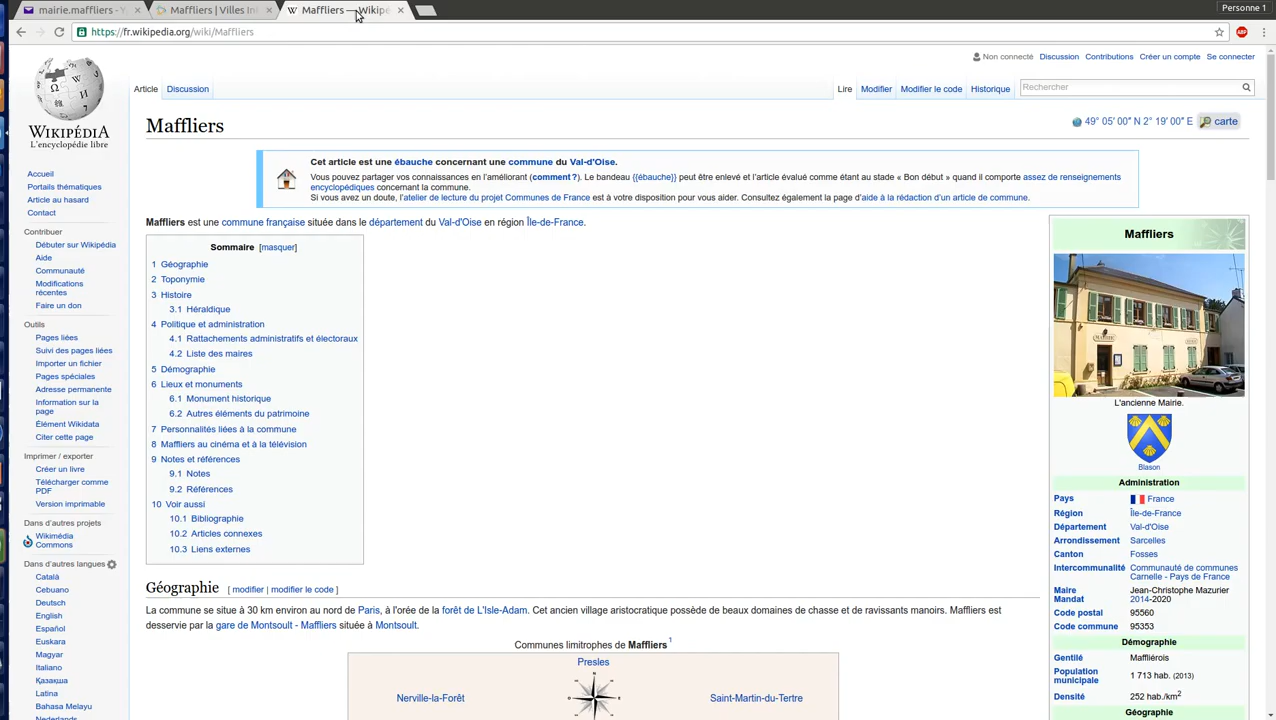 mairie.maffliers - Y
Maffliers | Villes In
Maffliers — Wikipe
Personne 1
https://fr.wikipedia.org/wiki/Maffliers
Non connecté Discussion Contributions Créer un compte Se connecter
Article Discussion
Lire Modifier Modifier le code Historique
Rechercher
WIKIPÉDIA
L'encyclopédie libre
Accueil
Portails thématiques
Article au hasard
Contact
Contribuer
Débuter sur Wikipédia
Aide
Communauté
Modifications
récentes
Faire un don
Outils
Pages liées
Suivi des pages liées
Importer un fichier
Pages spéciales
Adresse permanente
Information sur la
page
Élément Wikidata
Citer cette page
Imprimer / exporter
Créer un livre
Télécharger comme
PDF
Version imprimable
Dans d'autres projets
Wikimédia
Commons
Dans d'autres langues
Català
Cebuano
Deutsch
English
Español
Euskara
Magyar
Italiano
Қазақша
Latina
Bahasa Melayu
Nederlands
Maffliers
49° 05′ 00″ N 2° 19′ 00″ E carte
Cet article est une ébauche concernant une commune du Val-d'Oise.
Vous pouvez partager vos connaissances en l'améliorant (comment ?). Le bandeau {{ébauche}} peut être enlevé et l'article évalué comme étant au stade « Bon début » quand il comporte assez de renseignements
encyclopédiques concernant la commune.
Si vous avez un doute, l'atelier de lecture du projet Communes de France est à votre disposition pour vous aider. Consultez également la page d'aide à la rédaction d'un article de commune.
Maffliers est une commune française située dans le département du Val-d'Oise en région Île-de-France.
Sommaire [masquer]
1 Géographie
2 Toponymie
3 Histoire
3.1 Héraldique
4 Politique et administration
4.1 Rattachements administratifs et électoraux
4.2 Liste des maires
5 Démographie
6 Lieux et monuments
6.1 Monument historique
6.2 Autres éléments du patrimoine
7 Personnalités liées à la commune
8 Maffliers au cinéma et à la télévision
9 Notes et références
9.1 Notes
9.2 Références
10 Voir aussi
10.1 Bibliographie
10.2 Articles connexes
10.3 Liens externes
Géographie [ modifier | modifier le code ]
La commune se situe à 30 km environ au nord de Paris, à l'orée de la forêt de L'Isle-Adam. Cet ancien village aristocratique possède de beaux domaines de chasse et de ravissants manoirs. Maffliers est
desservie par la gare de Montsoult - Maffliers située à Montsoult.
Communes limitrophes de Maffliers 1
Presles
Nerville-la-Forêt
Saint-Martin-du-Tertre
Maffliers
L'ancienne Mairie.
Blason
Administration
Pays France
Région Île-de-France
Département Val-d'Oise
Arrondissement Sarcelles
Canton Fosses
Intercommunalité Communauté de communes
Carnelle - Pays de France
Maire Jean-Christophe Mazurier
Mandat 2014-2020
Code postal 95560
Code commune 95353
Démographie
Gentilé Maffliérois
Population
municipale 1 713 hab. (2013)
Densité 252 hab./km2
Géographie